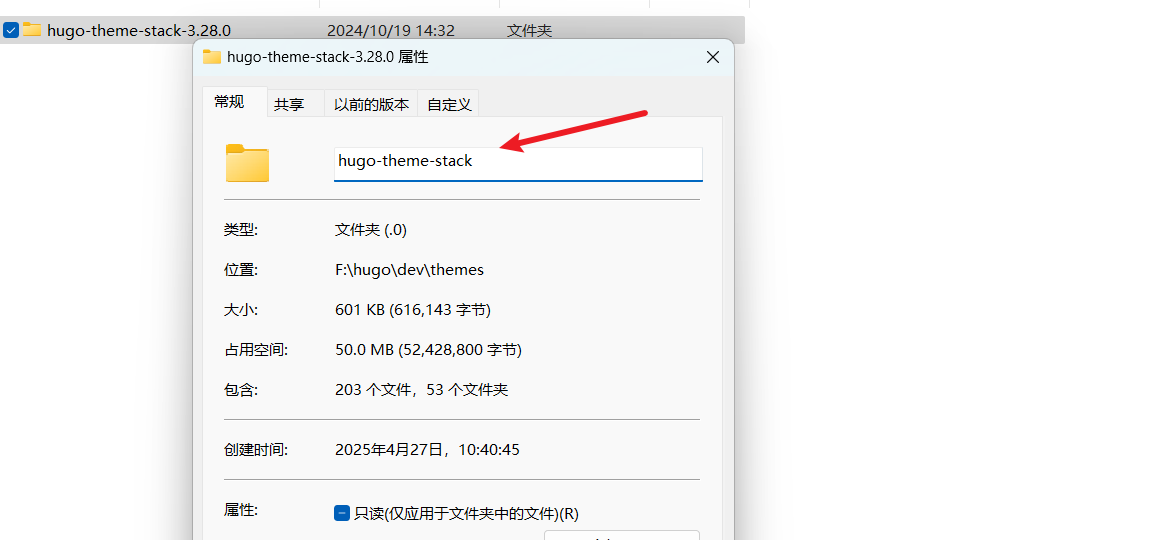 hugo-theme-stack-3.28.0 2024/10/19 14:32 文件夹
hugo-theme-stack-3.28.0 属性
常规 共享 以前的版本 自定义
hugo-theme-stack
类型: 文件夹 (.0)
位置: F:\hugo\dev\themes
大小: 601 KB (616,143 字节)
占用空间: 50.0 MB (52,428,800 字节)
包含: 203 个文件，53 个文件夹
创建时间: 2025年4月27日，10:40:45
属性: 只读(仅应用于文件夹中的文件)(R)